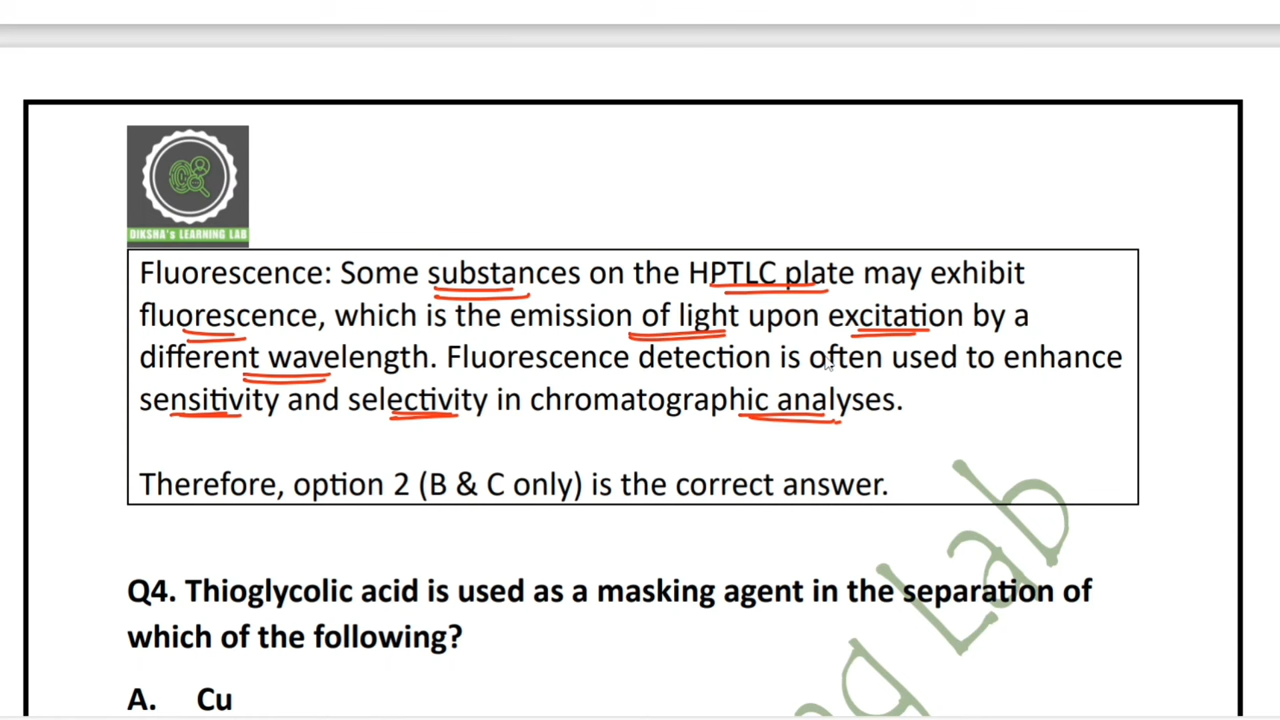 DIKSHA's LEARNING LAB
Fluorescence: Some substances on the HPTLC plate may exhibit
fluorescence, which is the emission of light upon excitation by a
different wavelength. Fluorescence detection is often used to enhance
sensitivity and selectivity in chromatographic analyses.
Therefore, option 2 (B & C only) is the correct answer.
Q4. Thioglycolic acid is used as a masking agent in the separation of
which of the following?
A. Cu
ng Lab